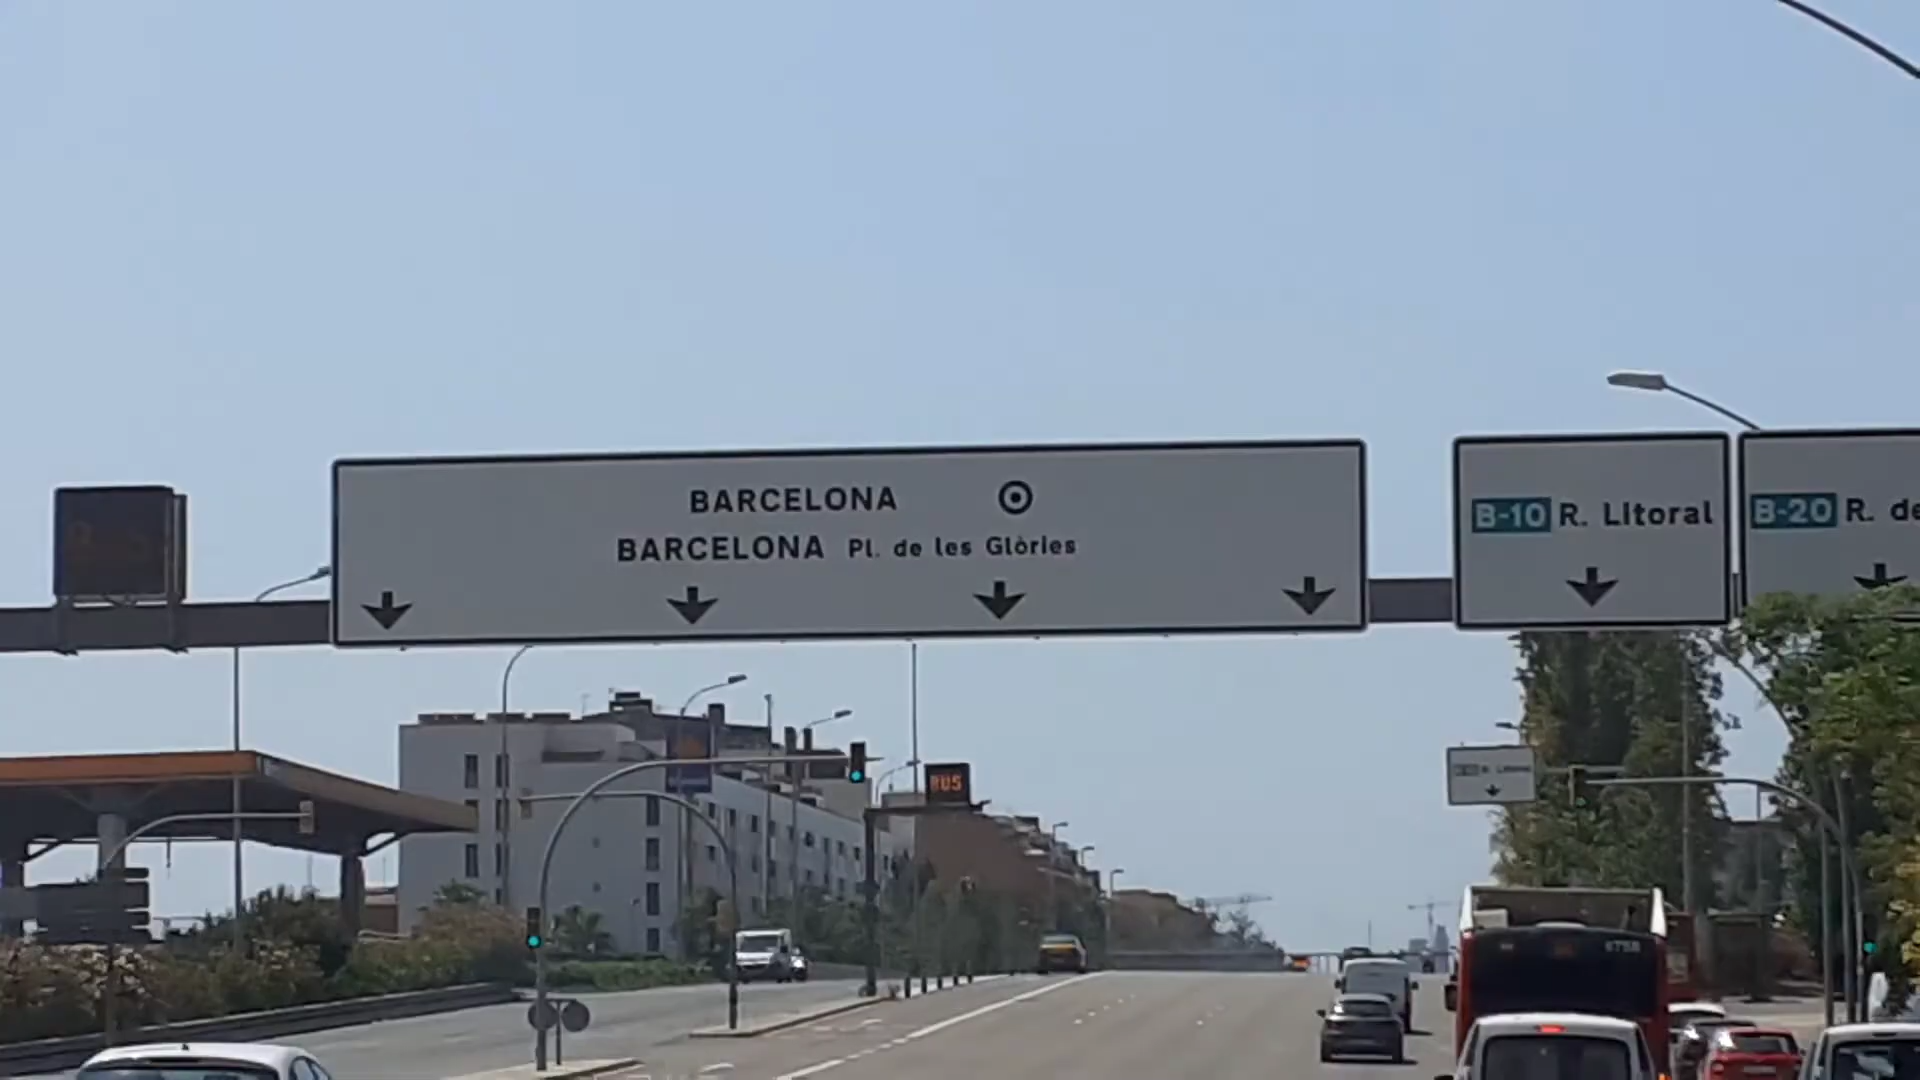 BARCELONA
BARCELONA Pl. de les Glòries
B-10 R. Litoral
B-20 R. de
BUS